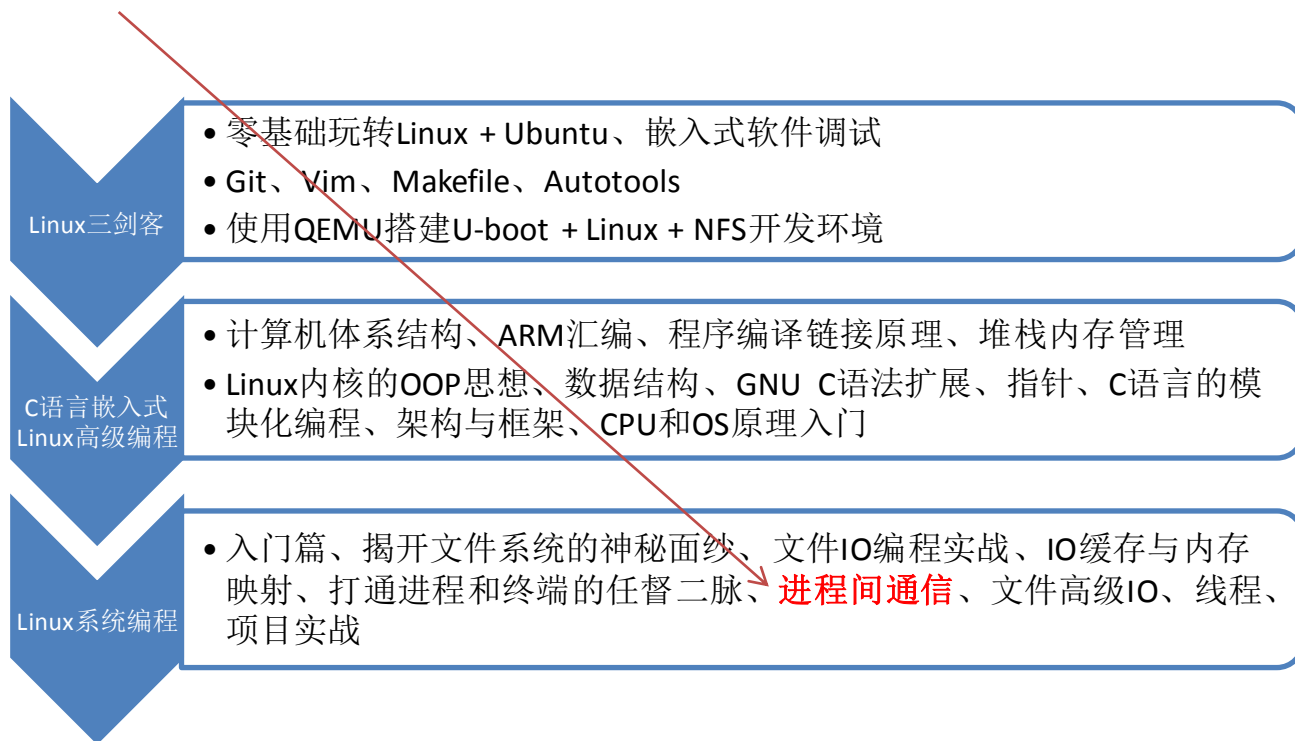 Linux三剑客
• 零基础玩转Linux + Ubuntu、嵌入式软件调试
• Git、Vim、Makefile、Autotools
• 使用QEMU搭建U-boot + Linux + NFS开发环境
C语言嵌入式
Linux高级编程
• 计算机体系结构、ARM汇编、程序编译链接原理、堆栈内存管理
• Linux内核的OOP思想、数据结构、GNU C语法扩展、指针、C语言的模
块化编程、架构与框架、CPU和OS原理入门
Linux系统编程
• 入门篇、揭开文件系统的神秘面纱、文件IO编程实战、IO缓存与内存
映射、打通进程和终端的任督二脉、进程间通信、文件高级IO、线程、
项目实战